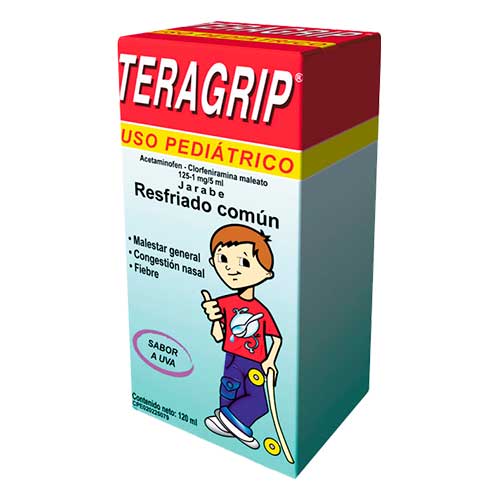 TERAGRIP®
USO PEDIÁTRICO
Acetaminofen - Clorfeniramina maleato
125-1 mg/5 ml
Jarabe
Resfriado común
• Malestar general
• Congestión nasal
• Fiebre
SABOR
A UVA
Contenido neto: 120 ml
CPE020225079